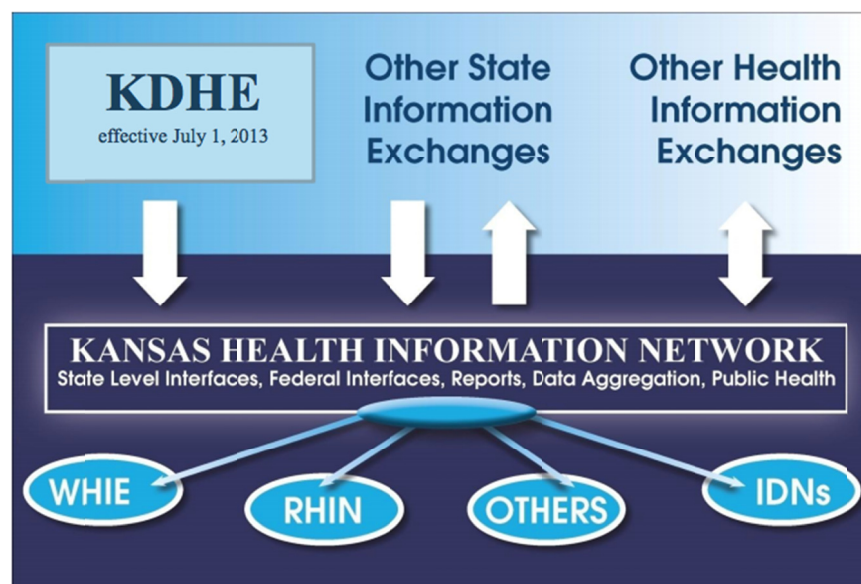 KDHE
effective July 1, 2013
Other State
Information
Exchanges
Other Health
Information
Exchanges
KANSAS HEALTH INFORMATION NETWORK
State Level Interfaces, Federal Interfaces, Reports, Data Aggregation, Public Health
WHIE
RHIN
OTHERS
IDNs